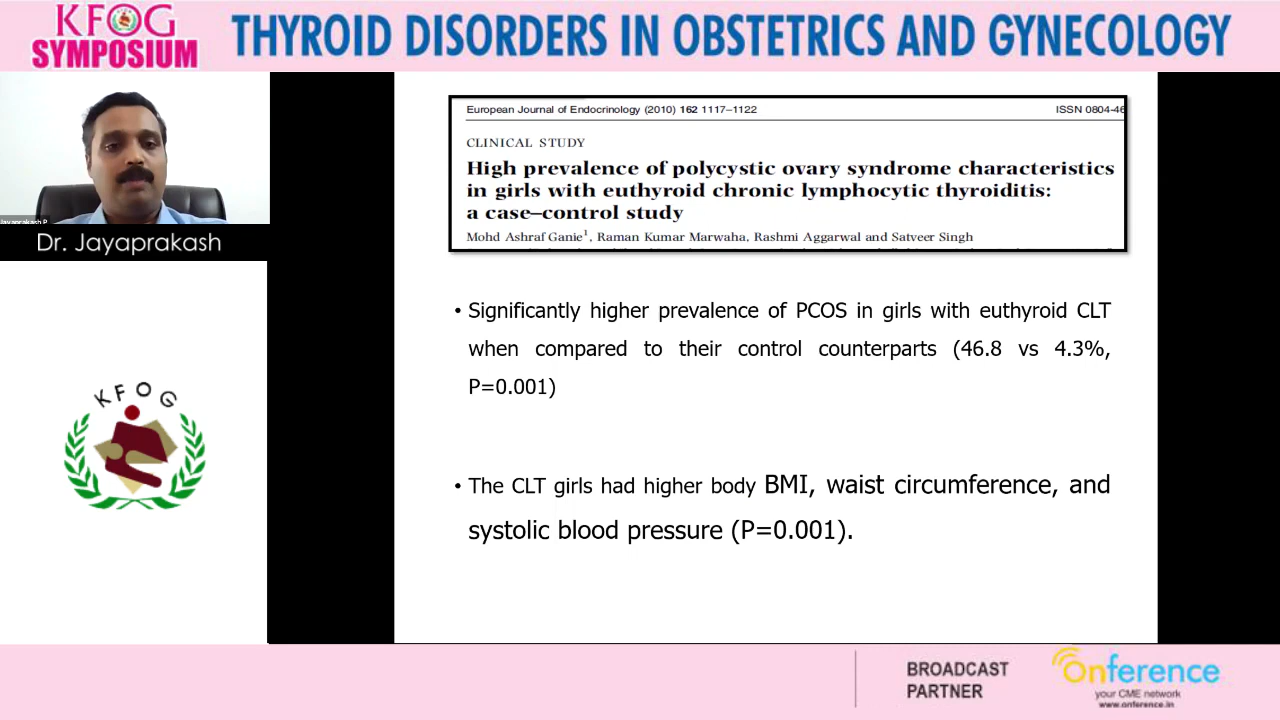 KFOG
SYMPOSIUM
THYROID DISORDERS IN OBSTETRICS AND GYNECOLOGY
Jayaprakash P
Dr. Jayaprakash
KFOG
European Journal of Endocrinology (2010) 162 1117–1122
ISSN 0804-46
CLINICAL STUDY
High prevalence of polycystic ovary syndrome characteristics
in girls with euthyroid chronic lymphocytic thyroiditis:
a case–control study
Mohd Ashraf Ganie1, Raman Kumar Marwaha, Rashmi Aggarwal and Satveer Singh
• Significantly higher prevalence of PCOS in girls with euthyroid CLT
when compared to their control counterparts (46.8 vs 4.3%,
P=0.001)
• The CLT girls had higher body BMI, waist circumference, and
systolic blood pressure (P=0.001).
BROADCAST
PARTNER
Onference
your CME network
www.onference.in